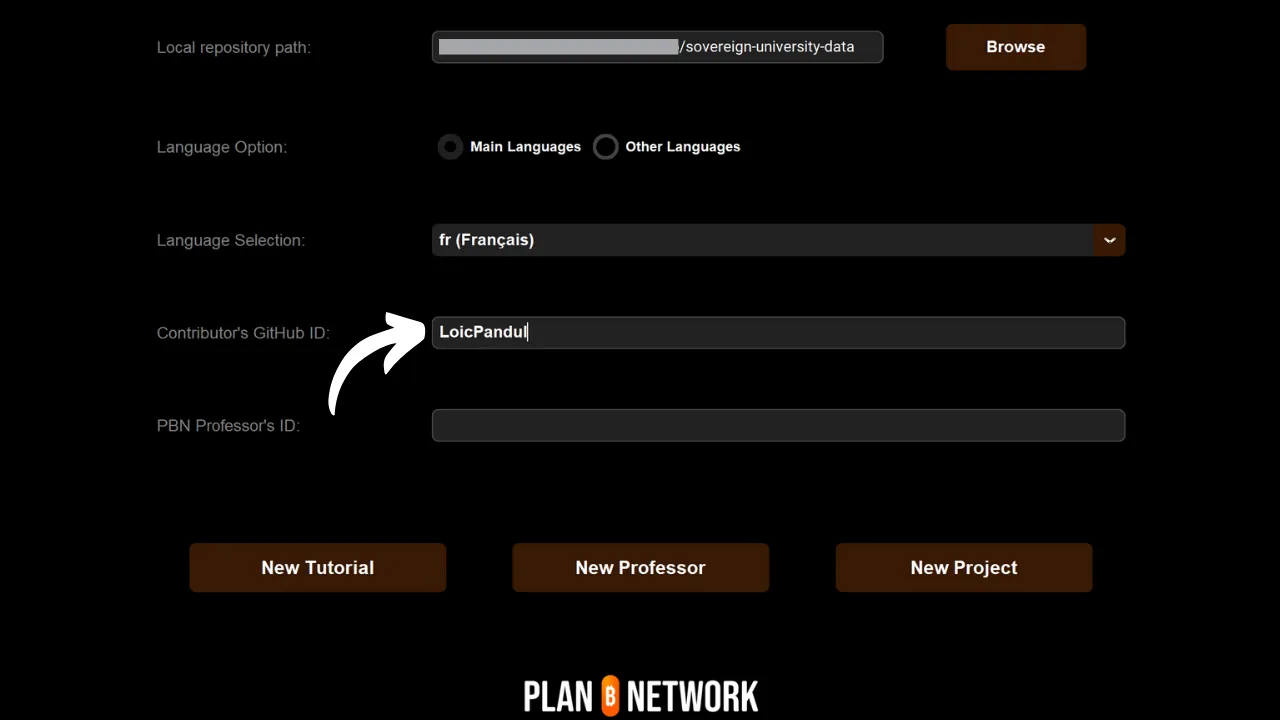 Local repository path: /sovereign-university-data Browse
Language Option: Main Languages Other Languages
Language Selection: fr (Français)
Contributor's GitHub ID: LoicPandul
PBN Professor's ID:
New Tutorial New Professor New Project
PLAN ₿ NETWORK